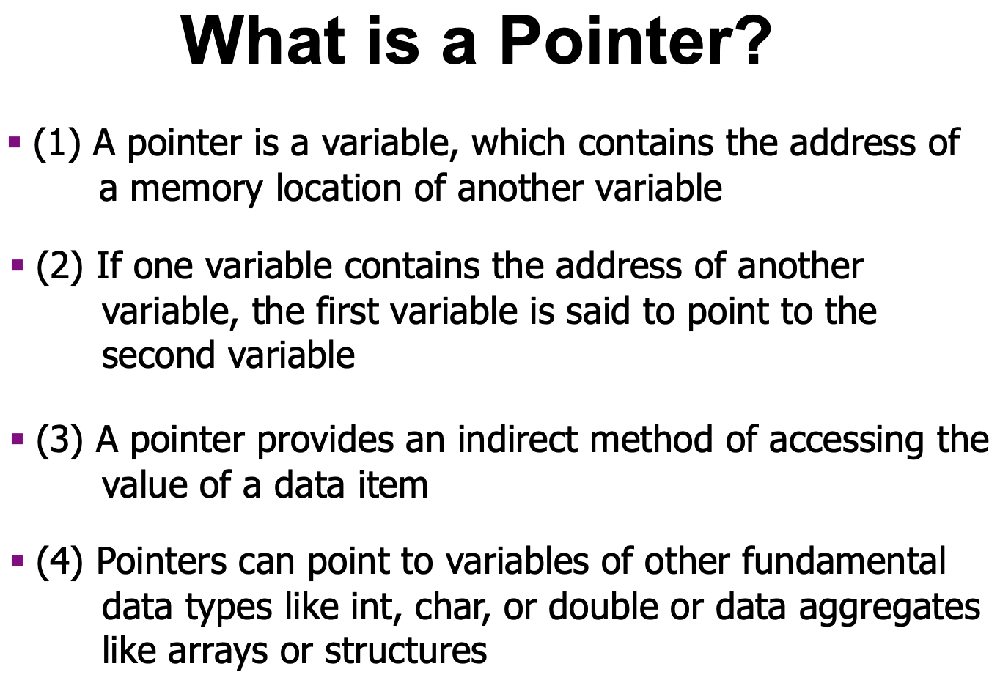 What is a Pointer?
▪ (1) A pointer is a variable, which contains the address of
a memory location of another variable
▪ (2) If one variable contains the address of another
variable, the first variable is said to point to the
second variable
▪ (3) A pointer provides an indirect method of accessing the
value of a data item
▪ (4) Pointers can point to variables of other fundamental
data types like int, char, or double or data aggregates
like arrays or structures